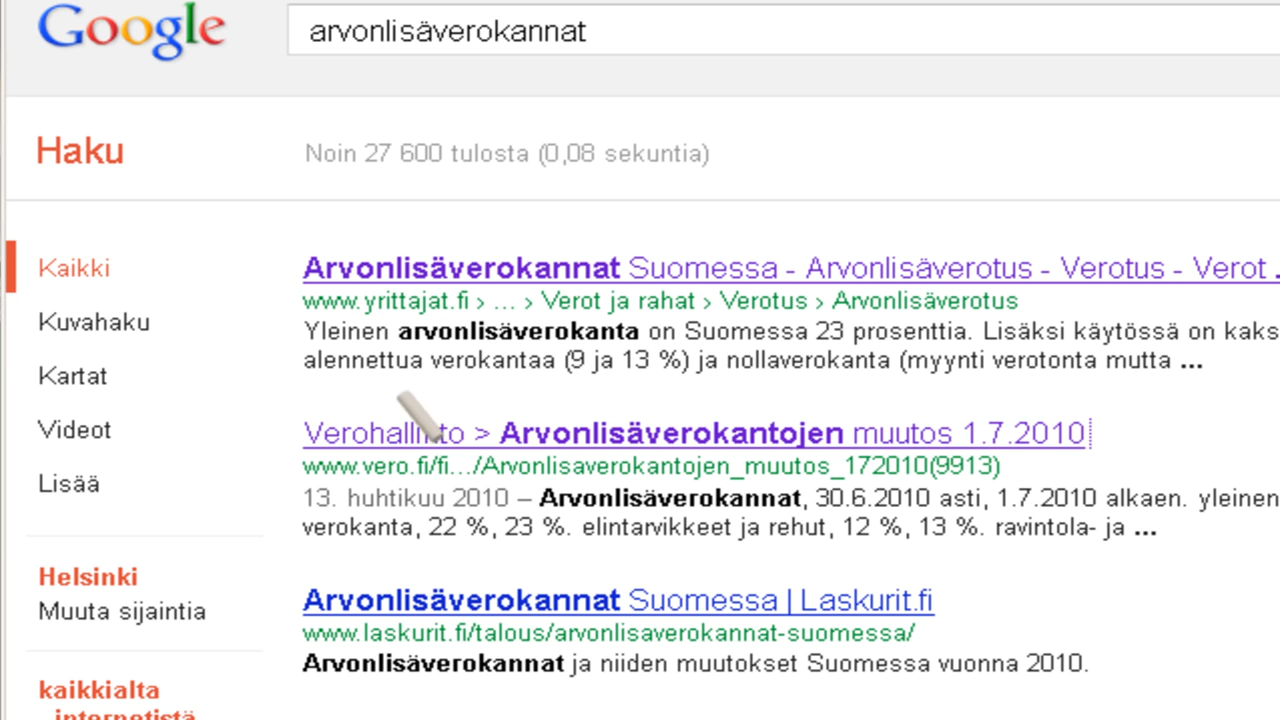 Google
arvonlisäverokannat
Haku
Noin 27 600 tulosta (0,08 sekuntia)
Kaikki
Kuvahaku
Kartat
Videot
Lisää
Helsinki
Muuta sijaintia
kaikkialta
internetistä
Arvonlisäverokannat Suomessa - Arvonlisäverotus - Verotus - Verot ...
www.yrittajat.fi › ... › Verot ja rahat › Verotus › Arvonlisäverotus
Yleinen arvonlisäverokanta on Suomessa 23 prosenttia. Lisäksi käytössä on kaks
alennettua verokantaa (9 ja 13 %) ja nollaverokanta (myynti verotonta mutta ...
Verohallinto > Arvonlisäverokantojen muutos 1.7.2010
www.vero.fi/fi.../Arvonlisaverokantojen_muutos_172010(9913)
13. huhtikuu 2010 – Arvonlisäverokannat, 30.6.2010 asti, 1.7.2010 alkaen. yleinen
verokanta, 22 %, 23 %. elintarvikkeet ja rehut, 12 %, 13 %. ravintola- ja ...
Arvonlisäverokannat Suomessa | Laskurit.fi
www.laskurit.fi/talous/arvonlisaverokannat-suomessa/
Arvonlisäverokannat ja niiden muutokset Suomessa vuonna 2010.